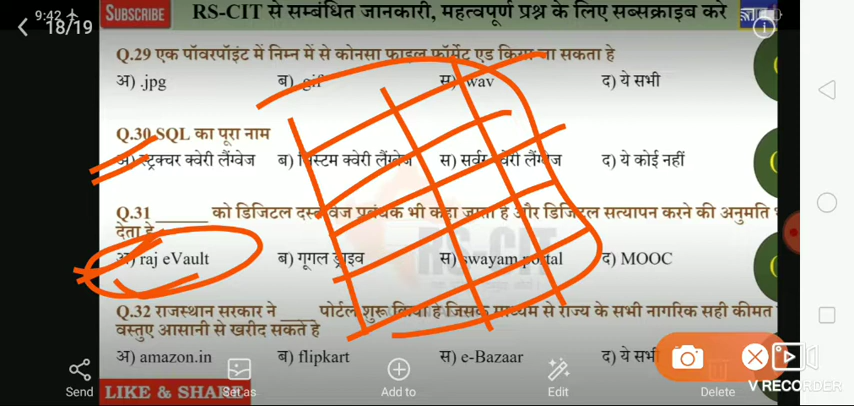 9:42
18/19
SUBSCRIBE
RS-CIT से सम्बंधित जानकारी, महत्वपूर्ण प्रश्न के लिए सब्सक्राइब करे
Q.29 एक पॉवरपॉइंट में निम्न में से कोनसा फाइल फॉर्मेट एड किया जा सकता है
अ) .jpg ब) .gif स) .wav द) ये सभी
Q.30 SQL का पूरा नाम
अ) स्ट्रक्चर क्वेरी लैंग्वेज ब) सिस्टम क्वेरी लैंग्वेज स) सर्वर क्वेरी लैंग्वेज द) ये कोई नहीं
Q.31 ______ को डिजिटल दस्तावेज प्रबंधक भी कहा जाता है और डिजिटल सत्यापन करने की अनुमति
देता है
अ) raj eVault ब) गूगल ड्राइव स) swayam portal द) MOOC
RS-CIT
Q.32 राजस्थान सरकार ने ____ पोर्टल शुरू किया है जिसके माध्यम से राज्य के सभी नागरिक सही कीमत
वस्तुए आसानी से खरीद सकते है
अ) amazon.in ब) flipkart स) e-Bazaar द) ये सभी
Send Set as Add to Edit Delete
V RECORDER
LIKE & SHARE